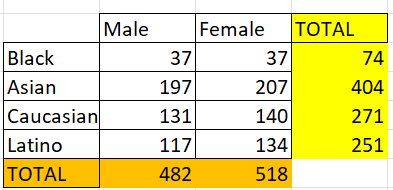 Male Female TOTAL
Black 37 37 74
Asian 197 207 404
Caucasian 131 140 271
Latino 117 134 251
TOTAL 482 518